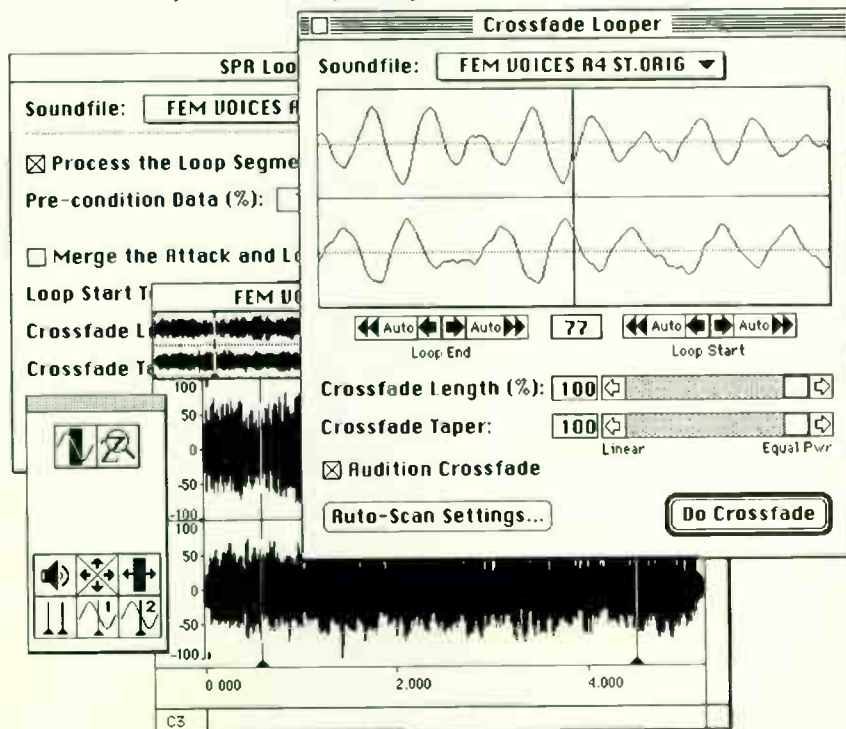 Crossfade Looper
Soundfile: FEM VOICES A4 ST.ORIG
Auto Auto 77 Auto Auto
Loop End Loop Start
Crossfade Length (%): 100
Crossfade Taper: 100
Linear Equal Pwr
Audition Crossfade
Auto-Scan Settings... Do Crossfade
SPR Loo
Soundfile: FEM VOICES A
Process the Loop Segme
Pre-condition Data (%):
Merge the Attack and Lo
Loop Start T
Crossfade L
Crossfade Ta
FEM VO
100
50
0
-50
-100
100
50
0
-50
-100
0 000 2.000 4.000
C3
Z
1 2